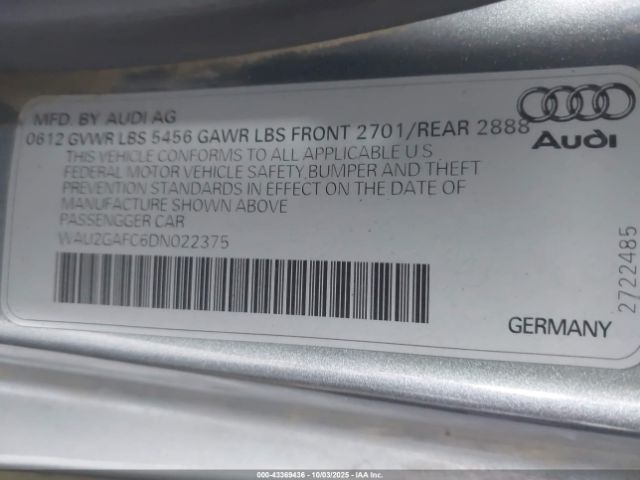 MFD. BY AUDI AG
0612 GVWR LBS 5456 GAWR LBS FRONT 2701/REAR 2888
THIS VEHICLE CONFORMS TO ALL APPLICABLE U S
FEDERAL MOTOR VEHICLE SAFETY,BUMPER AND THEFT
PREVENTION STANDARDS IN EFFECT ON THE DATE OF
MANUFACTURE SHOWN ABOVE
PASSENGGER CAR
WAU2GAFC6DN022375
Audi
2722485
GERMANY
000-43369436 - 10/03/2025 - IAA, Inc.